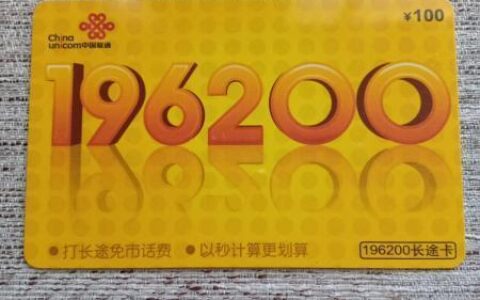 China
unicom中国联通
¥100
196200
●打长途免市话费 ●以秒计算更划算
196200长途卡